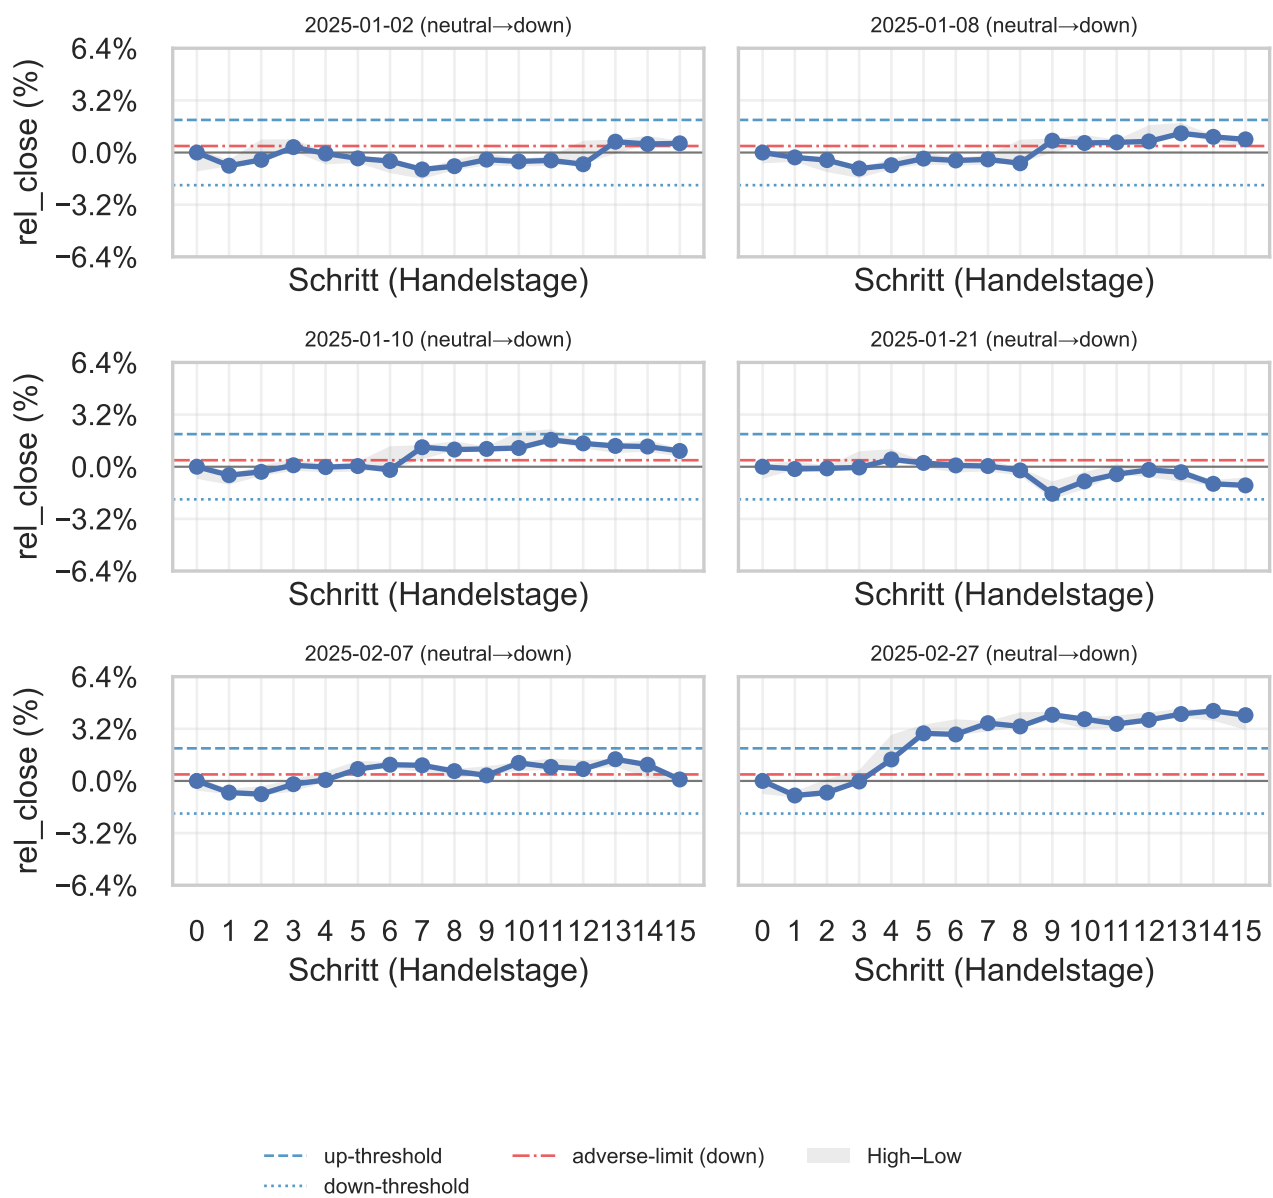 2025-01-02 (neutral→down)
2025-01-08 (neutral→down)
6.4%
3.2%
0.0%
−3.2%
−6.4%
rel_close (%)
Schritt (Handelstage)
Schritt (Handelstage)
2025-01-10 (neutral→down)
2025-01-21 (neutral→down)
6.4%
3.2%
0.0%
−3.2%
−6.4%
rel_close (%)
Schritt (Handelstage)
Schritt (Handelstage)
2025-02-07 (neutral→down)
2025-02-27 (neutral→down)
6.4%
3.2%
0.0%
−3.2%
−6.4%
rel_close (%)
0 1 2 3 4 5 6 7 8 9 10 11 12 13 14 15
0 1 2 3 4 5 6 7 8 9 10 11 12 13 14 15
Schritt (Handelstage)
Schritt (Handelstage)
up-threshold
down-threshold
adverse-limit (down)
High–Low